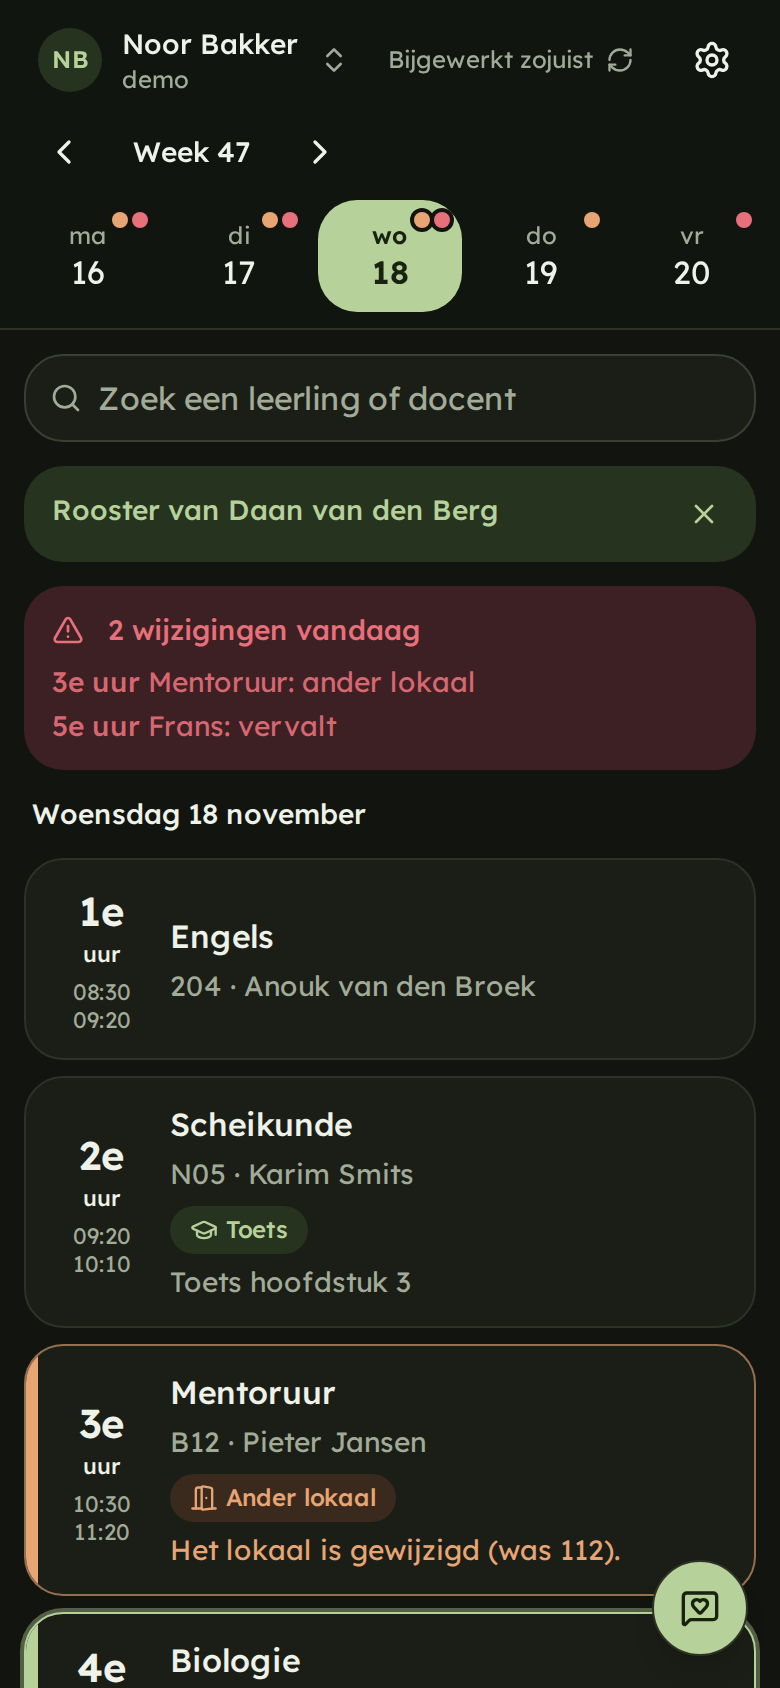 NB
Noor Bakker
demo
Bijgewerkt zojuist
Week 47
ma
16
di
17
wo
18
do
19
vr
20
Zoek een leerling of docent
Rooster van Daan van den Berg
2 wijzigingen vandaag
3e uur Mentoruur: ander lokaal
5e uur Frans: vervalt
Woensdag 18 november
1e
uur
08:30
09:20
Engels
204 · Anouk van den Broek
2e
uur
09:20
10:10
Scheikunde
N05 · Karim Smits
Toets
Toets hoofdstuk 3
3e
uur
10:30
11:20
Mentoruur
B12 · Pieter Jansen
Ander lokaal
Het lokaal is gewijzigd (was 112).
4e
Biologie